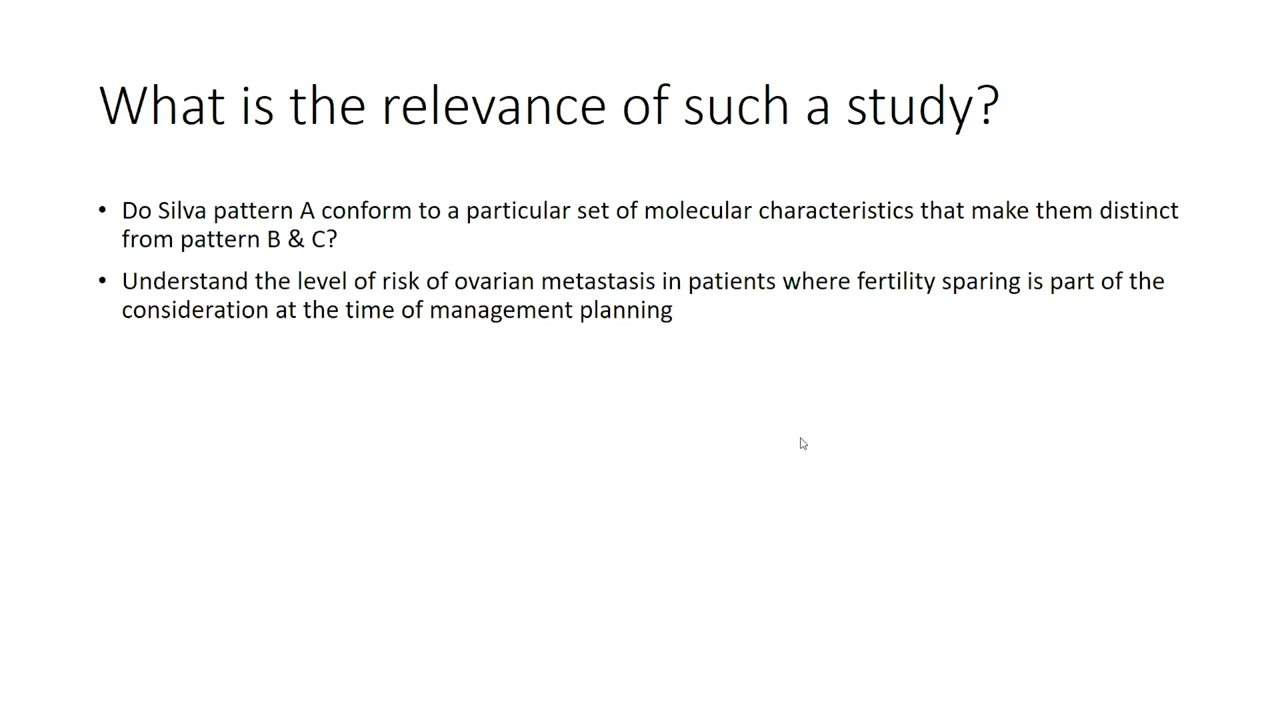 What is the relevance of such a study?
• Do Silva pattern A conform to a particular set of molecular characteristics that make them distinct
from pattern B & C?
• Understand the level of risk of ovarian metastasis in patients where fertility sparing is part of the
consideration at the time of management planning